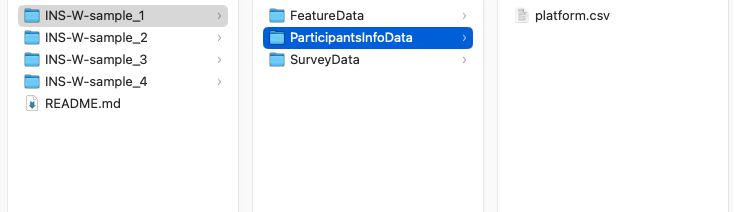 INS-W-sample_1
INS-W-sample_2
INS-W-sample_3
INS-W-sample_4
README.md
FeatureData
ParticipantsInfoData
SurveyData
platform.csv